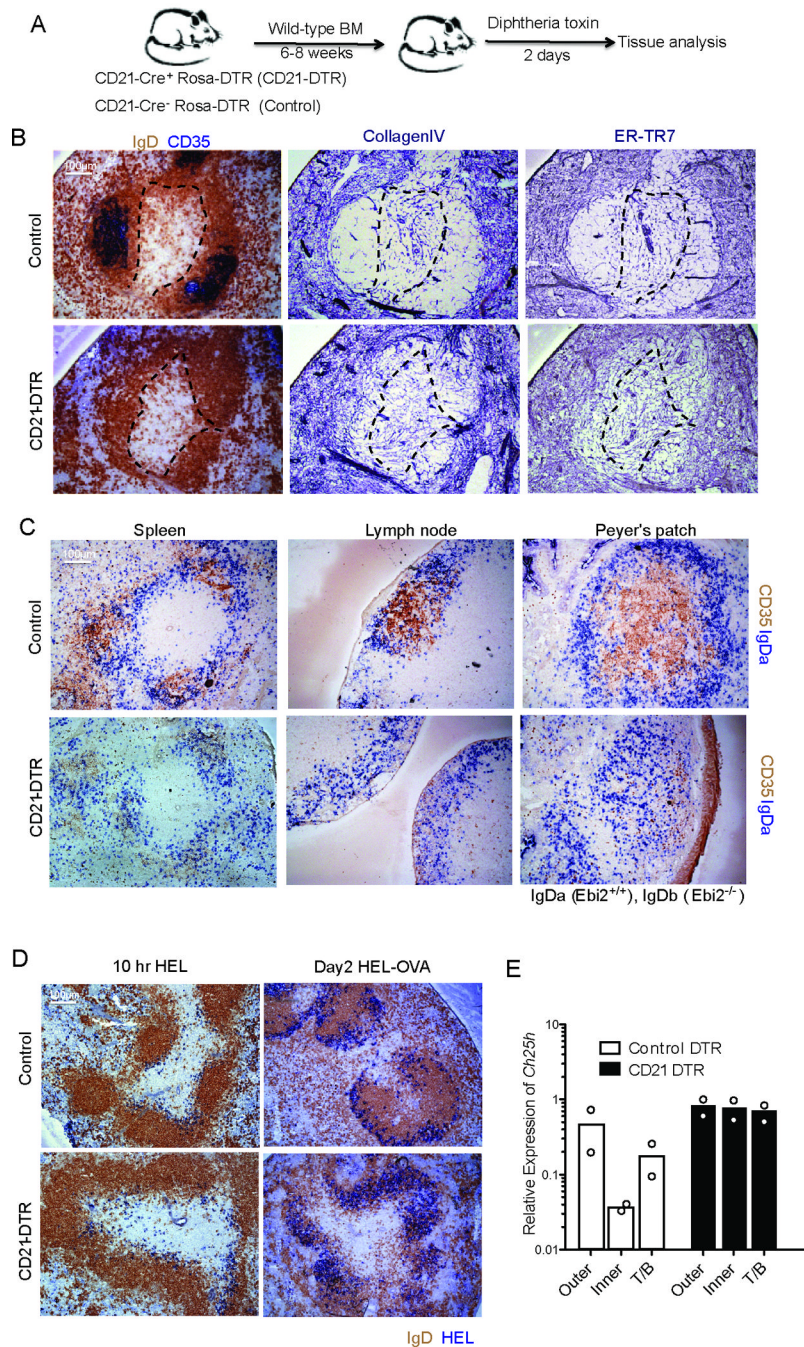 A
Wild-type BM
6-8 weeks
Diphtheria toxin
2 days
Tissue analysis
CD21-Cre+ Rosa-DTR (CD21-DTR)
CD21-Cre- Rosa-DTR (Control)
B
IgD CD35
CollagenIV
ER-TR7
100µm
Control
CD21-DTR
C
Spleen
Lymph node
Peyer's patch
100µm
Control
CD35 IgDa
CD21-DTR
CD35 IgDa
IgDa (Ebi2+/+), IgDb (Ebi2-/-)
D
10 hr HEL
Day2 HEL-OVA
100µm
Control
CD21-DTR
IgD HEL
E
Relative Expression of Ch25h
10
1
0.1
0.01
Control DTR
CD21 DTR
Outer
Inner
T/B
Outer
Inner
T/B